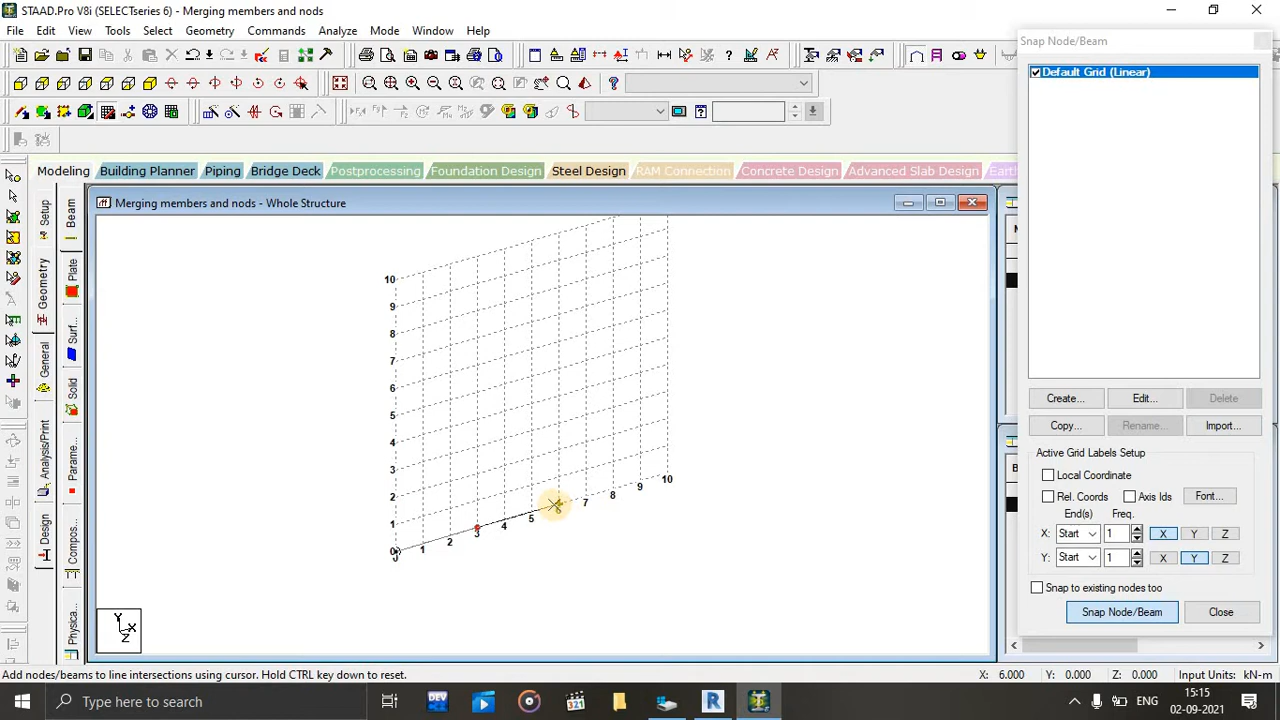 STAAD.Pro V8i (SELECTseries 6) - Merging members and nods
File Edit View Tools Select Geometry Commands Analyze Mode Window Help
Modeling Building Planner Piping Bridge Deck Postprocessing Foundation Design Steel Design RAM Connection Concrete Design Advanced Slab Design Earth
Merging members and nods - Whole Structure
Setup
Geometry
General
Analysis/Print
Design
Beam
Plate
Surf...
Solid
Parame...
Compos...
Physica...
10
9
8
7
6
5
4
3
2
1
0
1 2 3 4 5 6 7 8 9 10
Y
X
Z
Snap Node/Beam
Default Grid (Linear)
Create... Edit... Delete
Copy... Rename... Import...
Active Grid Labels Setup
Local Coordinate
Rel. Coords Axis Ids Font...
End(s) Freq.
X: Start 1 X Y Z
Y: Start 1 X Y Z
Snap to existing nodes too
Snap Node/Beam Close
Add nodes/beams to line intersections using cursor. Hold CTRL key down to reset.
X: 6.000 Y: 0.000 Z: 0.000 Input Units: kN-m
Type here to search
DEV
321
R
ENG
15:15
02-09-2021